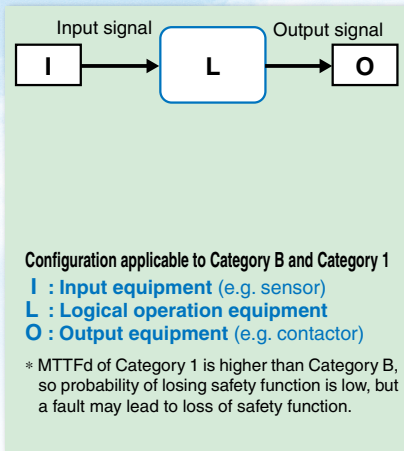 Input signal
Output signal
I
L
O
Configuration applicable to Category B and Category 1
I : Input equipment (e.g. sensor)
L : Logical operation equipment
O : Output equipment (e.g. contactor)
* MTTFd of Category 1 is higher than Category B,
so probability of losing safety function is low, but
a fault may lead to loss of safety function.